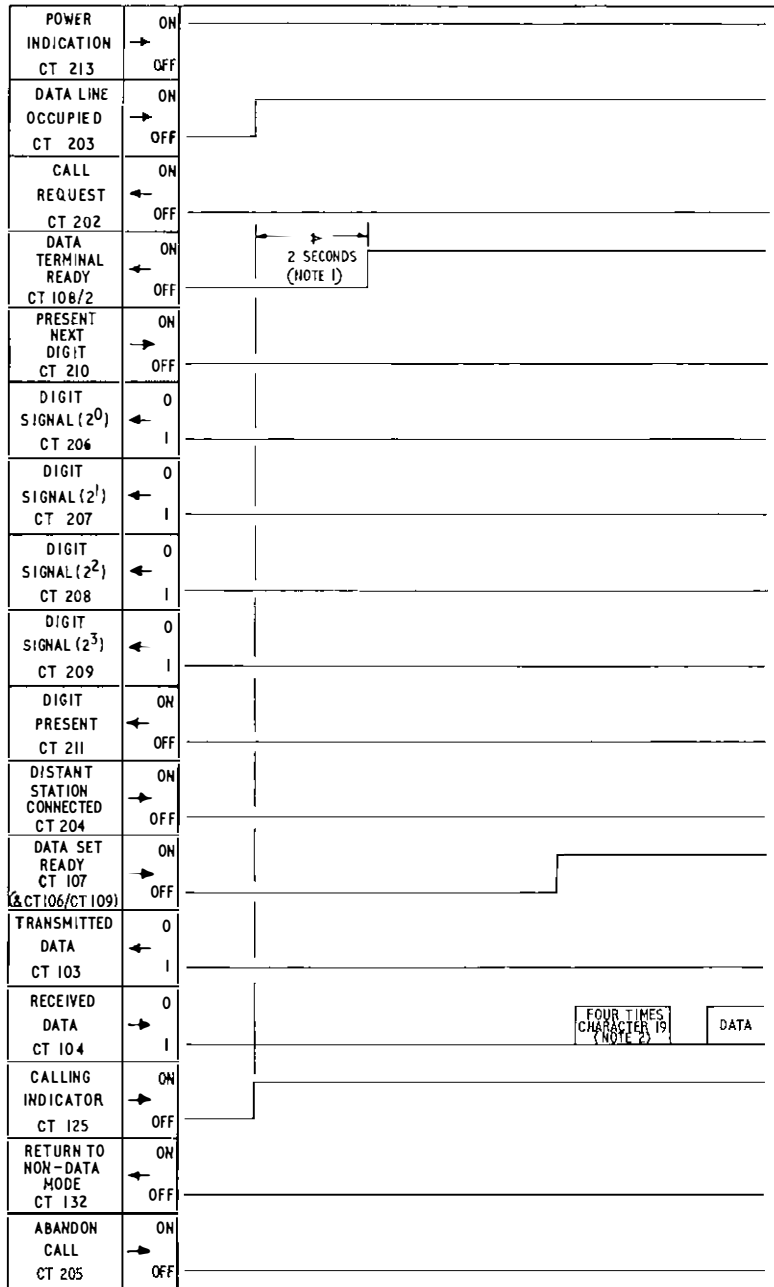 POWER ON
INDICATION →
CT 213 OFF
DATA LINE ON
OCCUPIED →
CT 203 OFF
CALL ON
REQUEST ←
CT 202 OFF
DATA
TERMINAL ON
READY ←
CT 108/2 OFF
2 SECONDS
(NOTE 1)
PRESENT ON
NEXT
DIGIT →
CT 210 OFF
DIGIT 0
SIGNAL (2⁰) ←
CT 206 1
DIGIT 0
SIGNAL (2¹) ←
CT 207 1
DIGIT 0
SIGNAL (2²) ←
CT 208 1
DIGIT 0
SIGNAL (2³) ←
CT 209 1
DIGIT ON
PRESENT ←
CT 211 OFF
DISTANT ON
STATION →
CONNECTED
CT 204 OFF
DATA SET ON
READY →
CT 107
(&CT106/CT109) OFF
TRANSMITTED 0
DATA ←
CT 103 1
RECEIVED 0
DATA →
CT 104 1
FOUR TIMES
CHARACTER 19
(NOTE 2)
DATA
CALLING ON
INDICATOR →
CT 125 OFF
RETURN TO ON
NON-DATA ←
MODE
CT 132 OFF
ABANDON ON
CALL →
CT 205 OFF